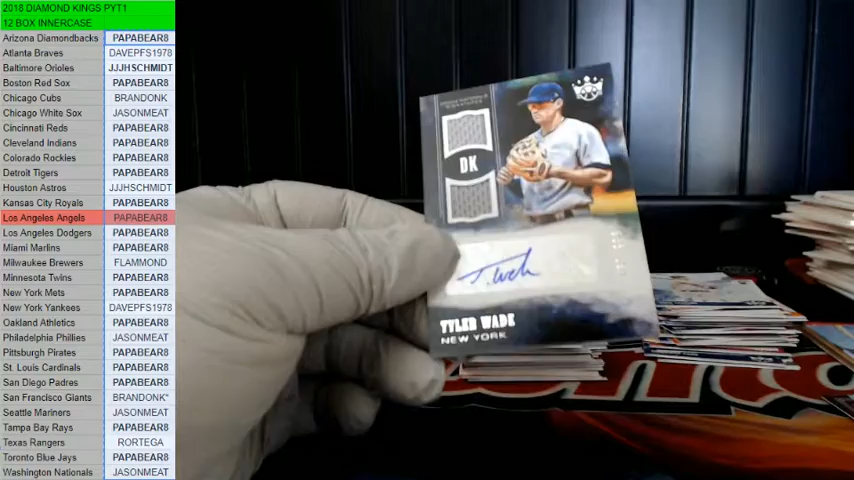 2018 DIAMOND KINGS PYT1
12 BOX INNERCASE
Arizona Diamondbacks PAPABEAR8
Atlanta Braves DAVEPFS1978
Baltimore Orioles JJJHSCHMIDT
Boston Red Sox PAPABEAR8
Chicago Cubs BRANDONK
Chicago White Sox JASONMEAT
Cincinnati Reds PAPABEAR8
Cleveland Indians PAPABEAR8
Colorado Rockies PAPABEAR8
Detroit Tigers PAPABEAR8
Houston Astros JJJHSCHMIDT
Kansas City Royals PAPABEAR8
Los Angeles Angels PAPABEAR8
Los Angeles Dodgers PAPABEAR8
Miami Marlins PAPABEAR8
Milwaukee Brewers FLAMMOND
Minnesota Twins PAPABEAR8
New York Mets PAPABEAR8
New York Yankees DAVEPFS1978
Oakland Athletics PAPABEAR8
Philadelphia Phillies JASONMEAT
Pittsburgh Pirates PAPABEAR8
St. Louis Cardinals PAPABEAR8
San Diego Padres PAPABEAR8
San Francisco Giants BRANDONK*
Seattle Mariners JASONMEAT
Tampa Bay Rays PAPABEAR8
Texas Rangers RORTEGA
Toronto Blue Jays PAPABEAR8
Washington Nationals JASONMEAT
SIGNATURES
DK
TYLER WADE
NEW YORK